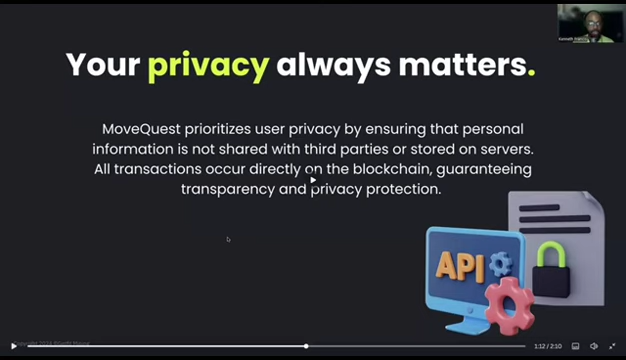 Your privacy always matters.
MoveQuest prioritizes user privacy by ensuring that personal
information is not shared with third parties or stored on servers.
All transactions occur directly on the blockchain, guaranteeing
transparency and privacy protection.
API
1:12 / 2:10